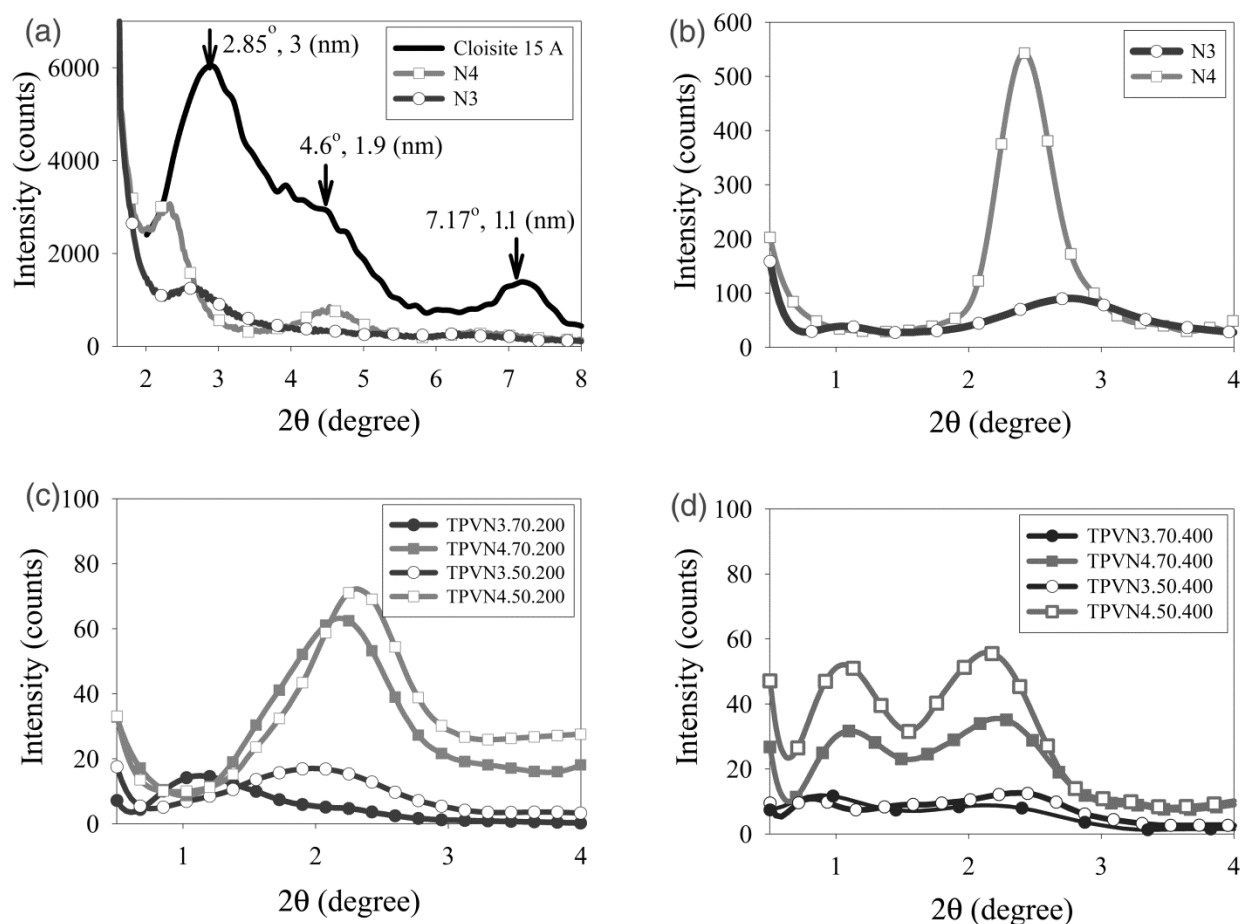 (a)
2.85°, 3 (nm)
4.6°, 1.9 (nm)
7.17°, 1.1 (nm)
Cloisite 15 A
N4
N3
Intensity (counts)
6000
4000
2000
0
2 3 4 5 6 7 8
2θ (degree)
(b)
N3
N4
Intensity (counts)
600
500
400
300
200
100
0
1 2 3 4
2θ (degree)
(c)
TPVN3.70.200
TPVN4.70.200
TPVN3.50.200
TPVN4.50.200
Intensity (counts)
100
80
60
40
20
0
1 2 3 4
2θ (degree)
(d)
TPVN3.70.400
TPVN4.70.400
TPVN3.50.400
TPVN4.50.400
Intensity (counts)
100
80
60
40
20
0
1 2 3 4
2θ (degree)